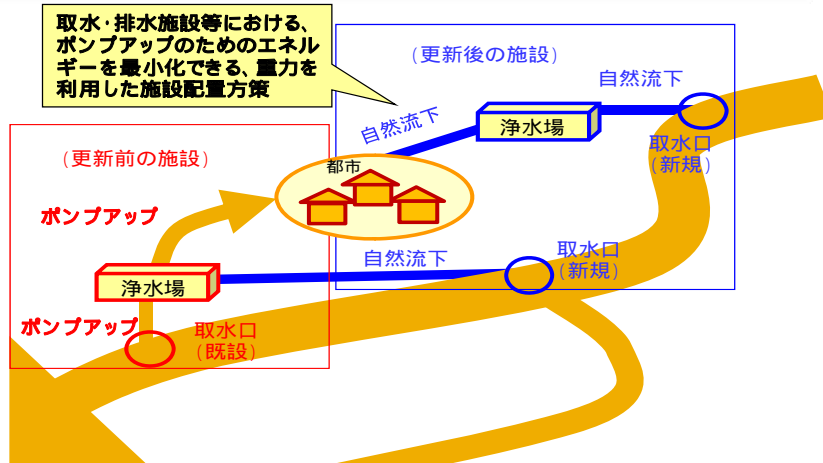 取水・排水施設等における、
ポンプアップのためのエネル
ギーを最小化できる、重力を
利用した施設配置方策
(更新後の施設)
自然流下
自然流下
浄水場
取水口
(新規)
(更新前の施設)
都市
ポンプアップ
自然流下
取水口
(新規)
浄水場
ポンプアップ
取水口
(既設)